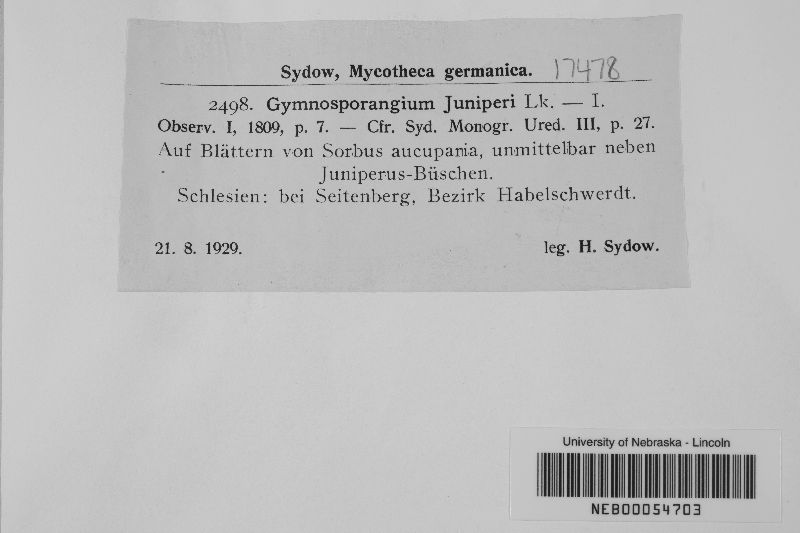 Sydow, Mycotheca germanica. 17478
2498. Gymnosporangium Juniperi Lk. — I.
Observ. I, 1809, p. 7. — Cfr. Syd. Monogr. Ured. III, p. 27.
Auf Blättern von Sorbus aucuparia, unmittelbar neben
Juniperus-Büschen.
Schlesien: bei Seitenberg, Bezirk Habelschwerdt.
21. 8. 1929. leg. H. Sydow.
University of Nebraska - Lincoln
NEB00054703